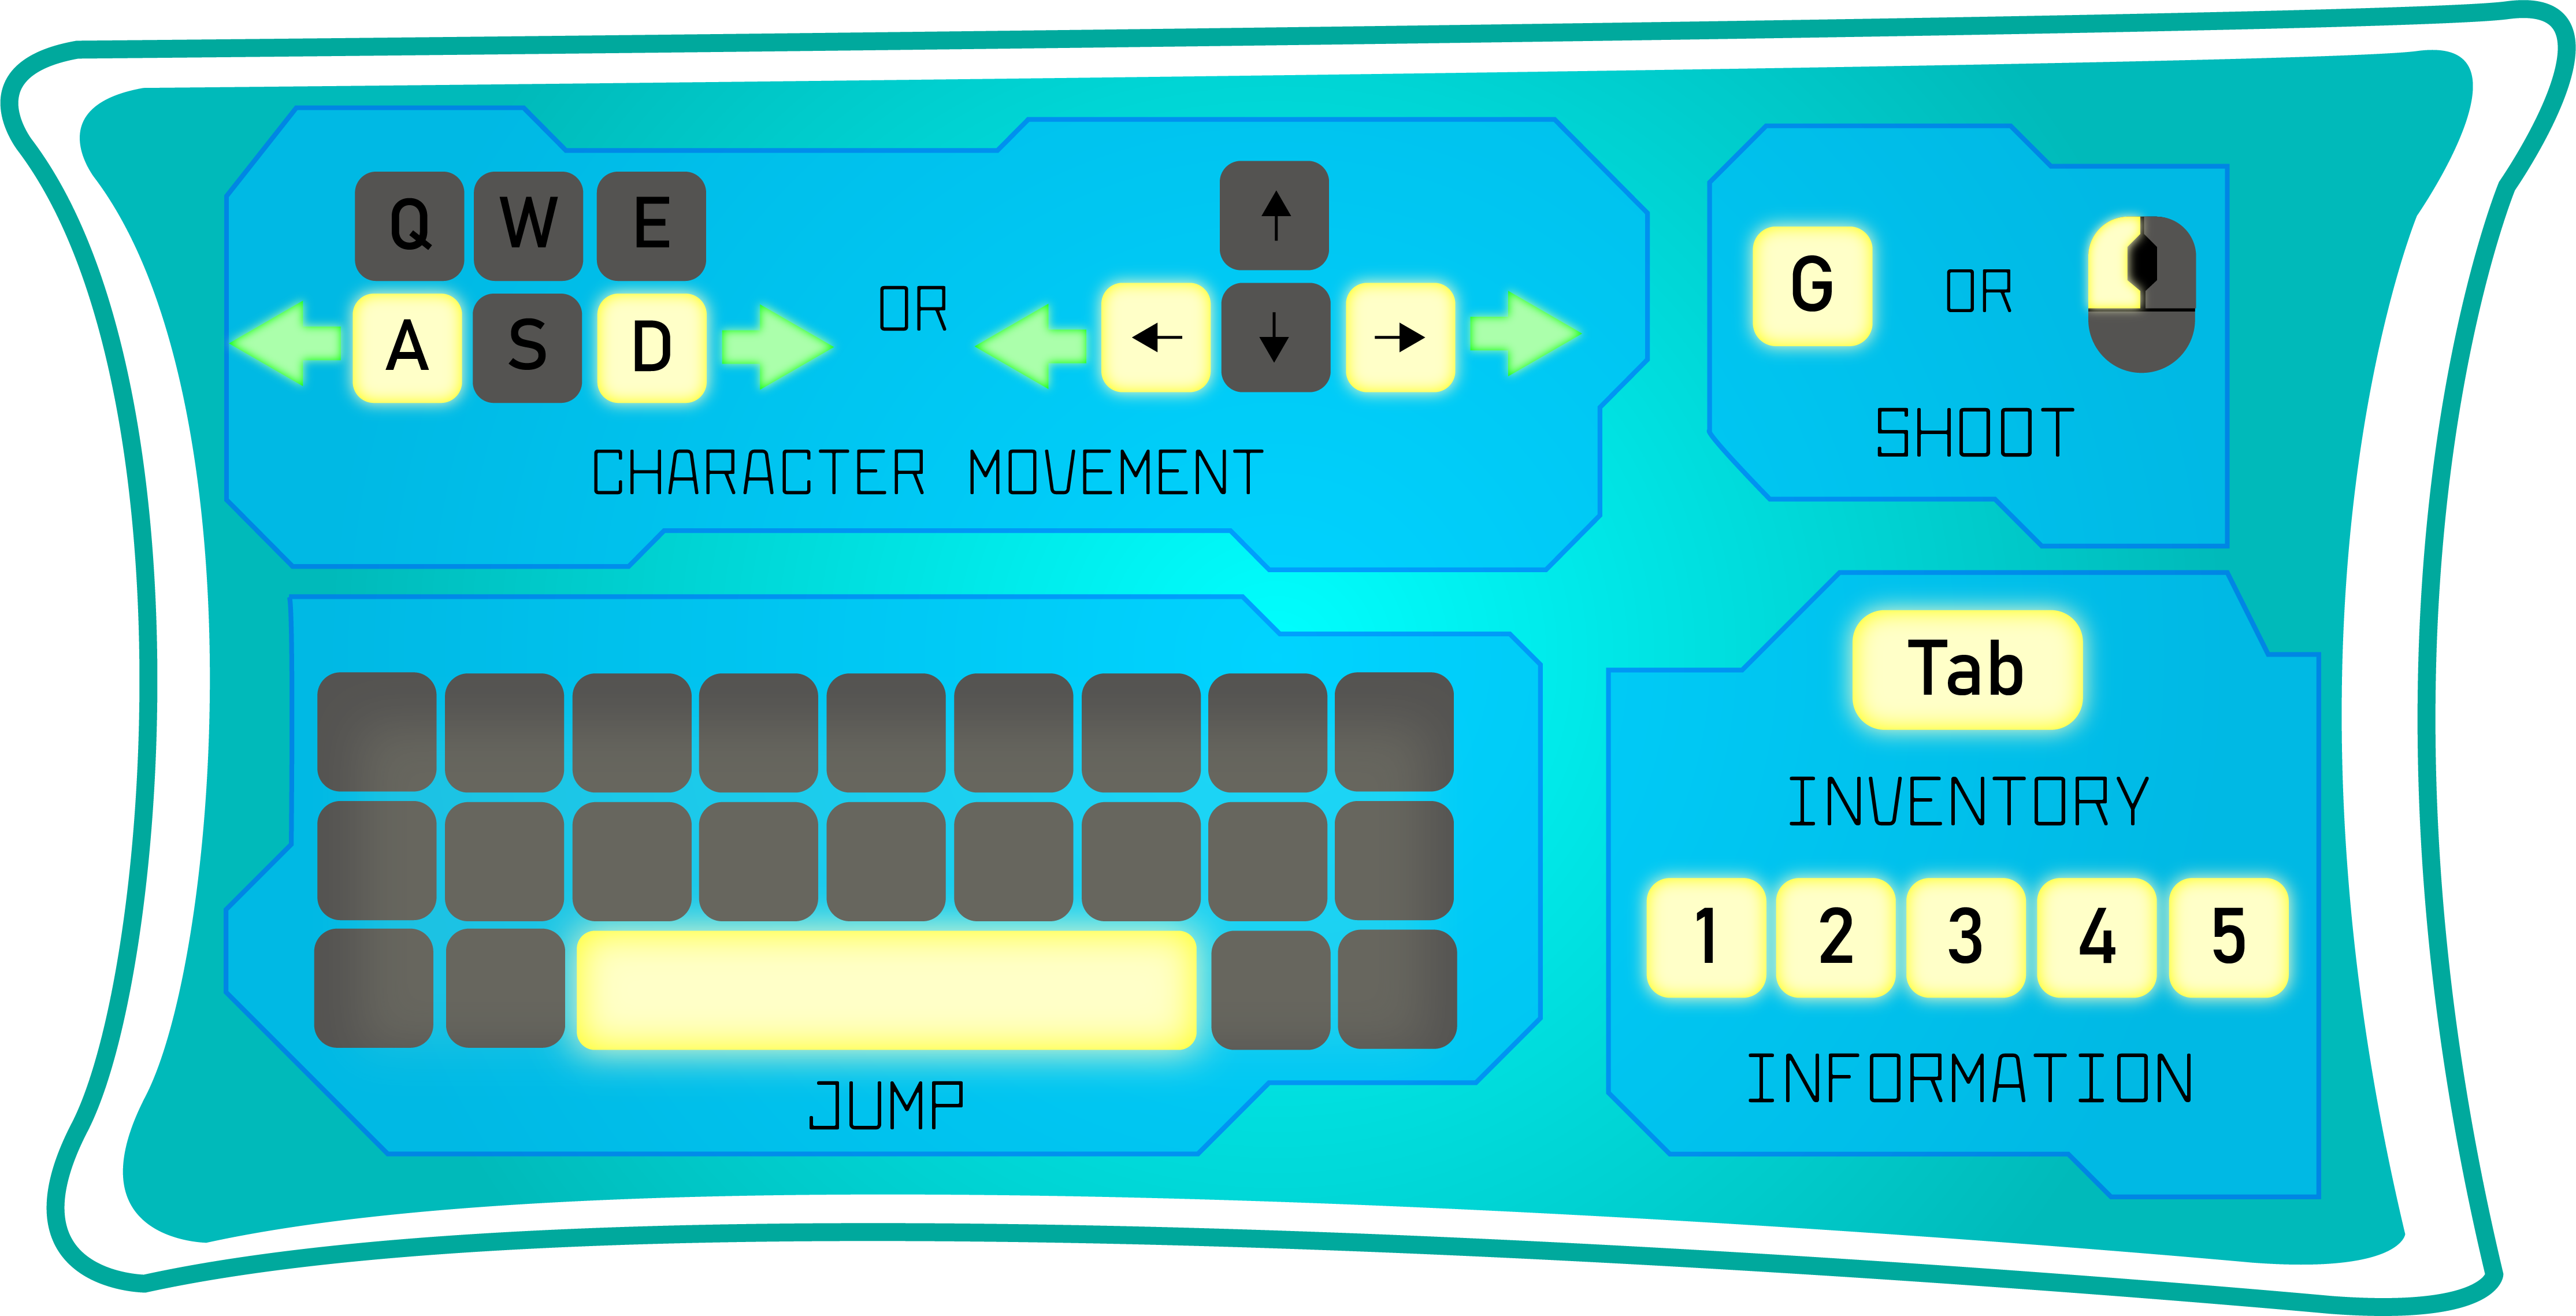 Q W E
A S D
OR
↑
← ↓ →
CHARACTER MOVEMENT
G OR
SHOOT
JUMP
Tab
INVENTORY
1 2 3 4 5
INFORMATION